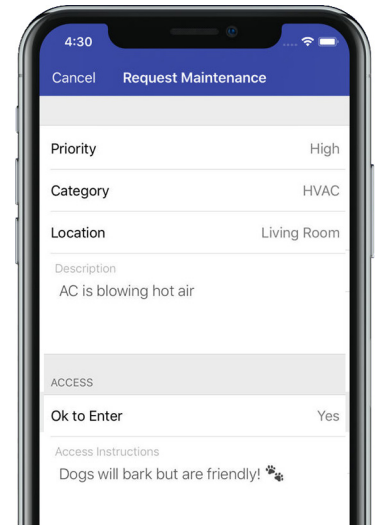 4:30
Cancel Request Maintenance
Priority High
Category HVAC
Location Living Room
Description
AC is blowing hot air
ACCESS
Ok to Enter Yes
Access Instructions
Dogs will bark but are friendly! 🐾